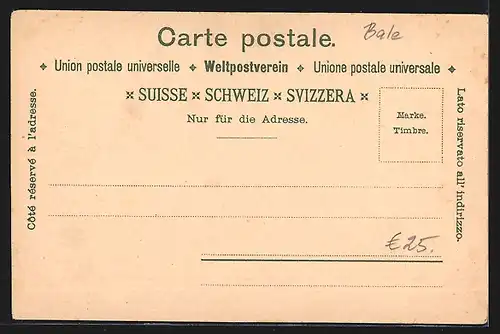 Carte postale.
Bale
Union postale universelle Weltpostverein Unione postale universale
SUISSE × SCHWEIZ × SVIZZERA ×
Nur für die Adresse.
Marke.
Timbre.
Côté réservé à l'adresse.
Lato riservato all' indirizzo.
€25.